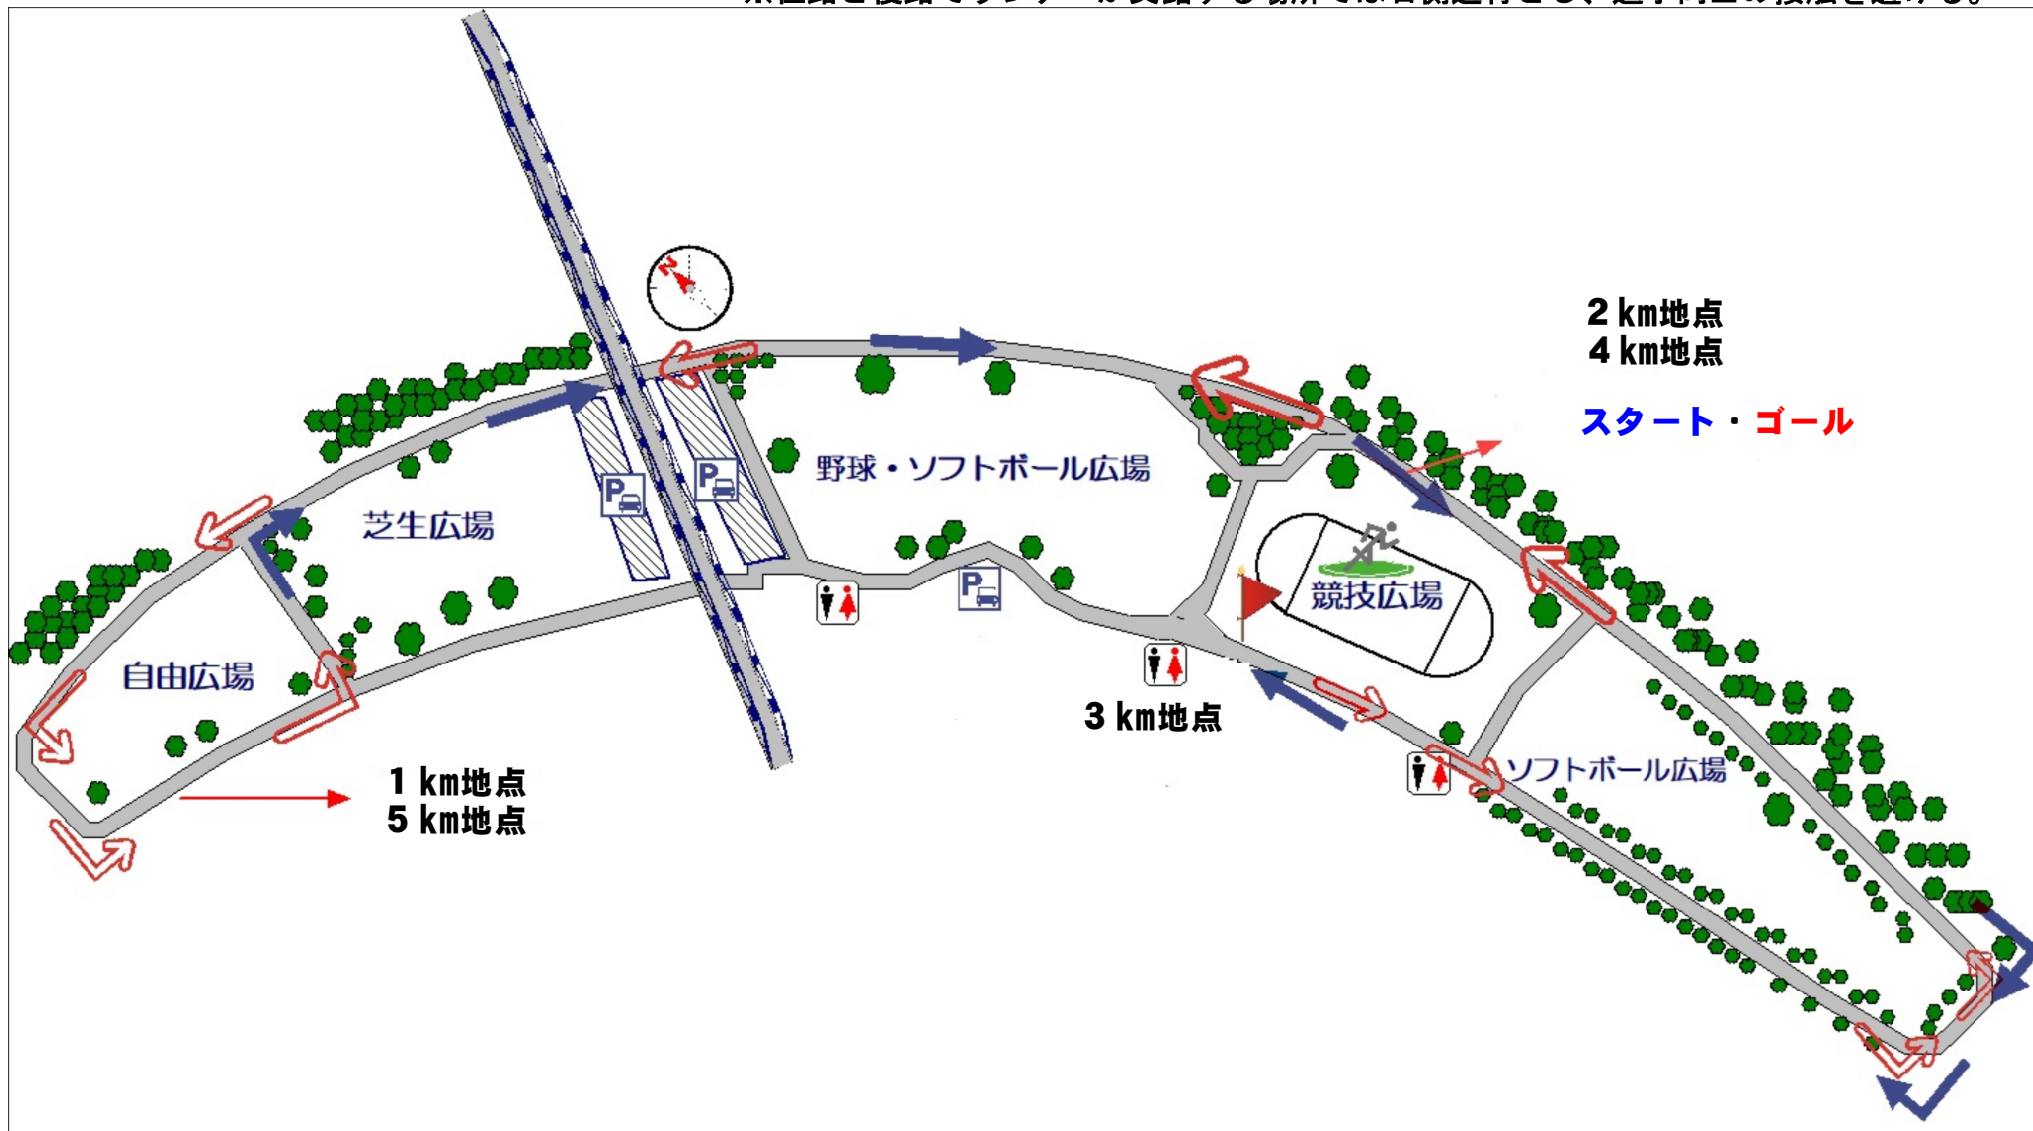 N
2km地点
4km地点
スタート・ゴール
野球・ソフトボール広場
P
P
芝生広場
P
競技広場
自由広場
3km地点
ソフトボール広場
1km地点
5km地点